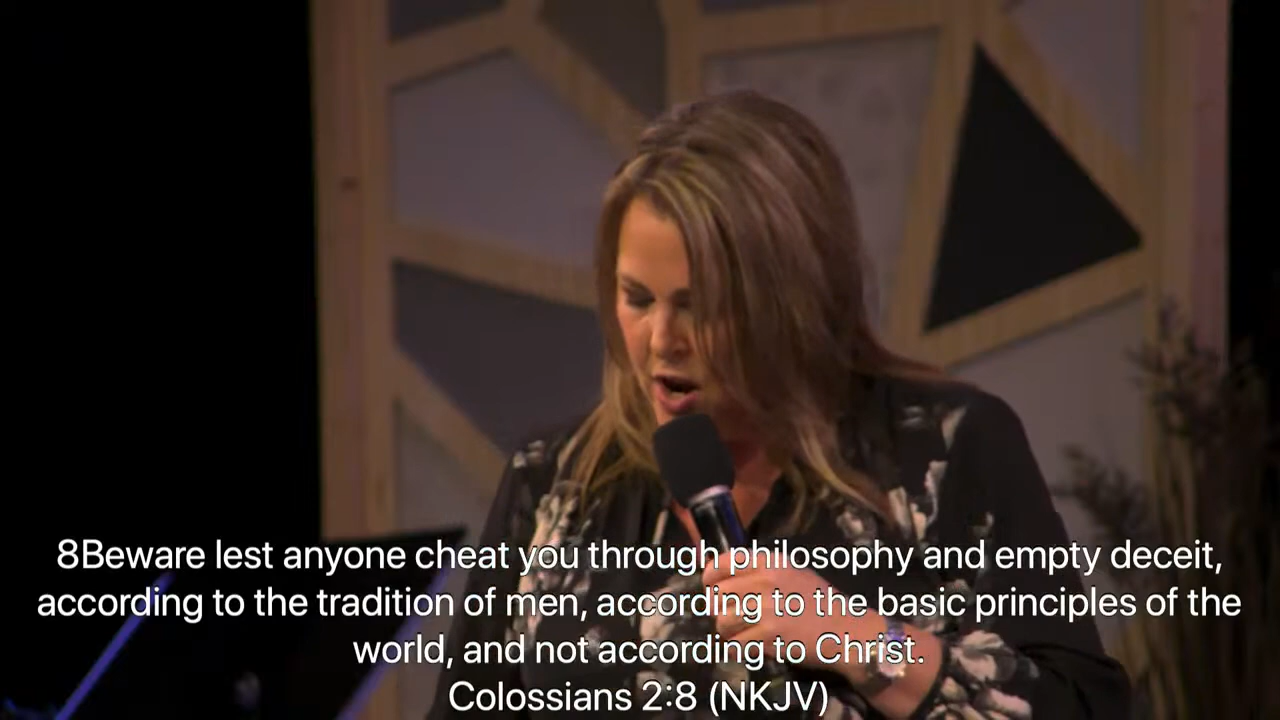 8Beware lest anyone cheat you through philosophy and empty deceit,
according to the tradition of men, according to the basic principles of the
world, and not according to Christ.
Colossians 2:8 (NKJV)